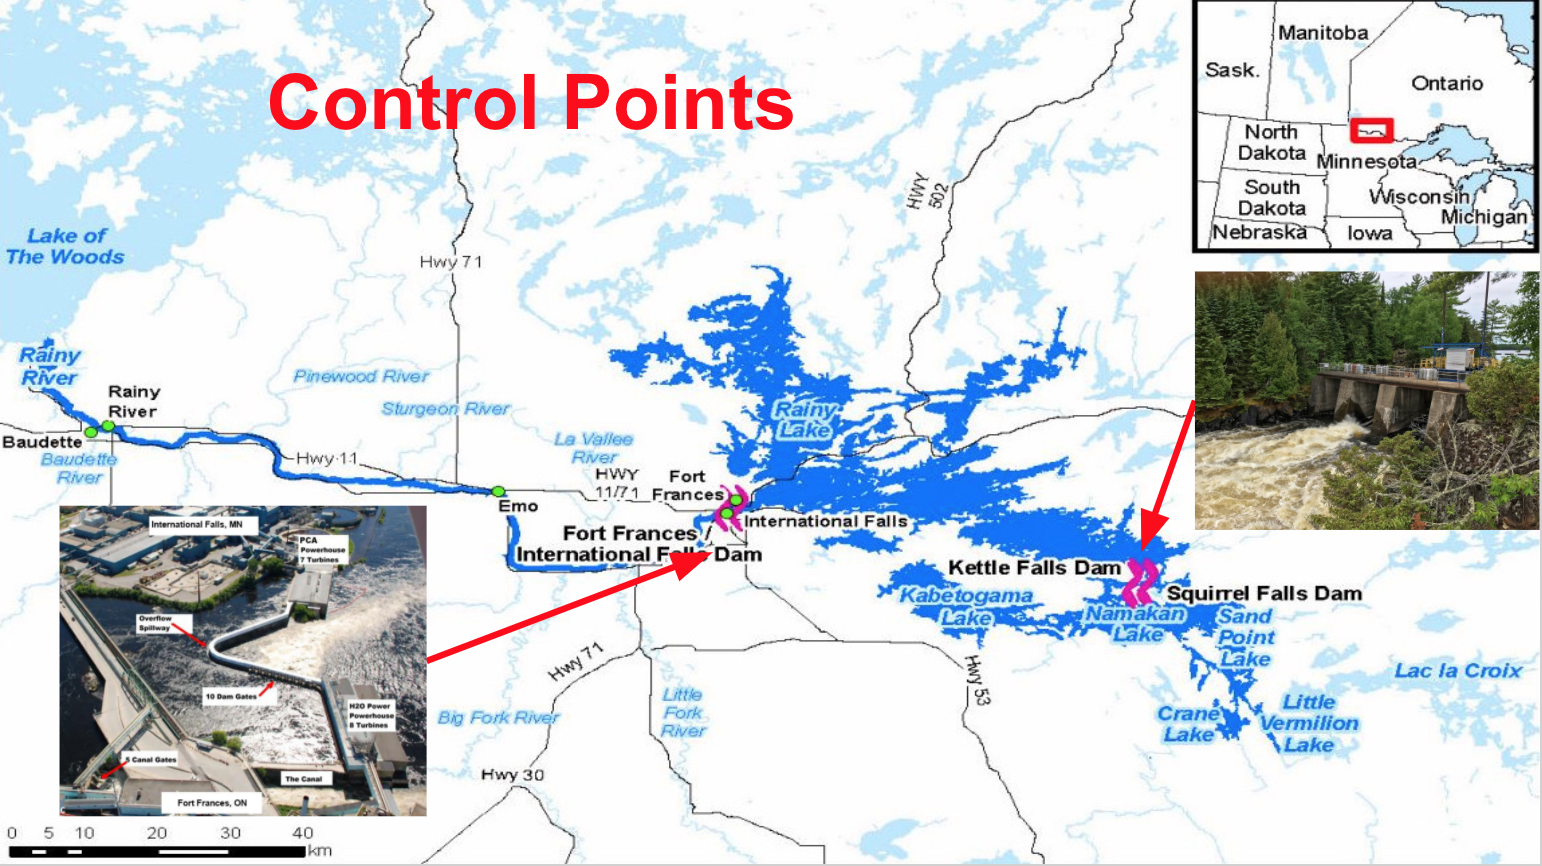 Control Points
Manitoba
Sask.
Ontario
North
Dakota
Minnesota
South
Dakota
Wisconsin
Michigan
Nebraska
Iowa
HWY
502
Lake of
The Woods
Hwy 71
Rainy
River
Rainy
River
Pinewood River
Sturgeon River
Rainy
Lake
Baudette
Baudette
River
Hwy 11
La Vallee
River
HWY
11/71
Fort
Frances
Emo
International Falls
Fort Frances /
International Falls Dam
Kettle Falls Dam
Squirrel Falls Dam
Kabetogama
Lake
Namakan
Lake
Sand
Point
Lake
Lac la Croix
Crane
Lake
Little
Vermilion
Lake
Hwy 71
Hwy 53
Little
Fork
River
Big Fork River
Hwy 30
International Falls, MN
PCA
Powerhouse
7 Turbines
Overflow
Spillway
10 Dam Gates
H2O Power
Powerhouse
8 Turbines
5 Canal Gates
The Canal
Fort Frances, ON
0 5 10 20 30 40
km